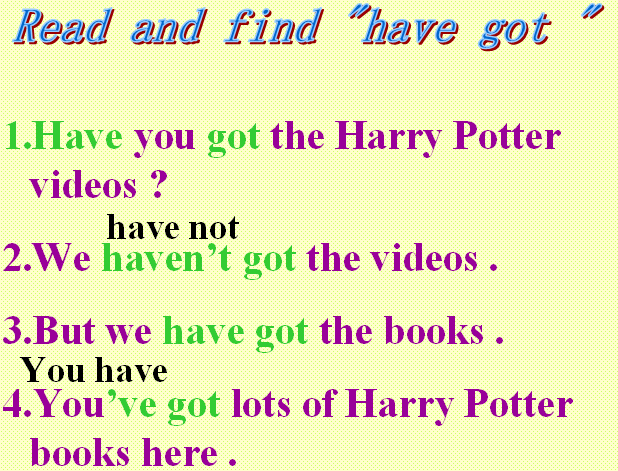 Read and find "have got "
1.Have you got the Harry Potter
videos ?
have not
2.We haven't got the videos .
3.But we have got the books .
You have
4.You've got lots of Harry Potter
books here .